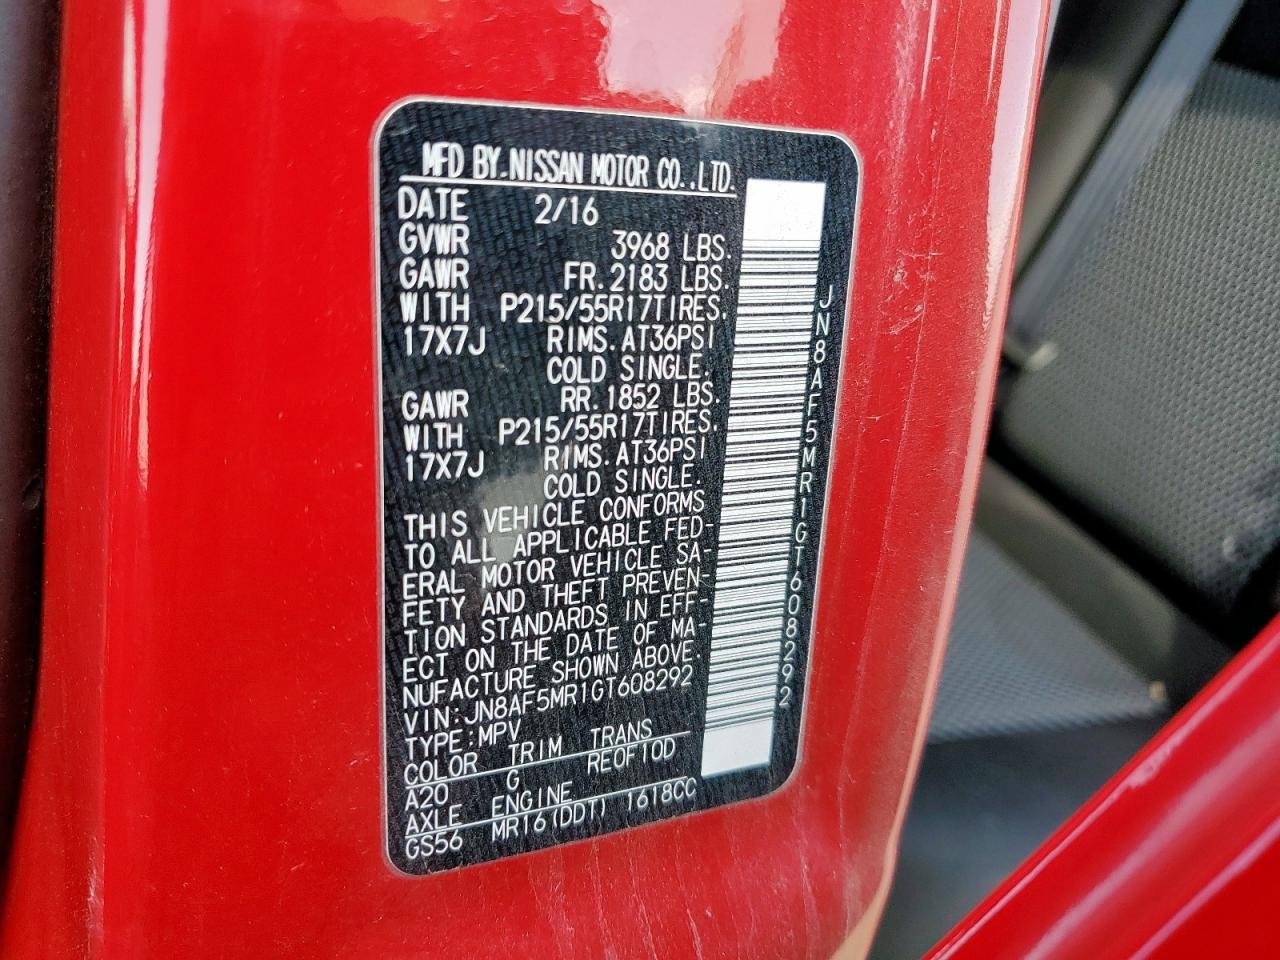 MFD BY NISSAN MOTOR CO.,LTD.
DATE 2/16
GVWR 3968 LBS.
GAWR FR.2183 LBS.
WITH P215/55R17TIRES.
17X7J RIMS.AT36PSI
COLD SINGLE.
GAWR RR.1852 LBS.
WITH P215/55R17TIRES.
17X7J RIMS.AT36PSI
COLD SINGLE.
THIS VEHICLE CONFORMS
TO ALL APPLICABLE FED-
ERAL MOTOR VEHICLE SA-
FETY AND THEFT PREVEN-
TION STANDARDS IN EFF-
ECT ON THE DATE OF MA-
NUFACTURE SHOWN ABOVE.
VIN:JN8AF5MR1GT608292
TYPE:MPV
COLOR TRIM TRANS
A20 G RE0F10D
AXLE ENGINE
GS56 MR16(DDT) 1618CC
JN8AF5MR1GT608292